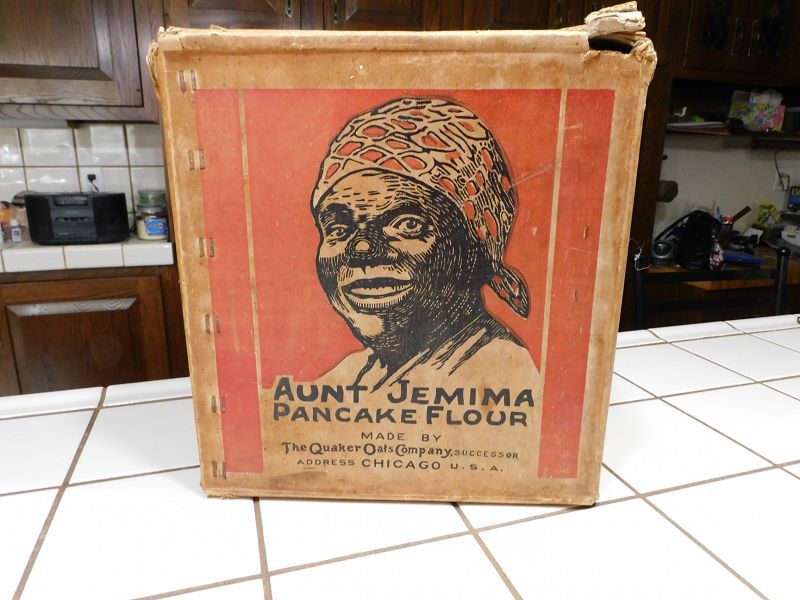 AUNT JEMIMA
PANCAKE FLOUR
MADE BY
The Quaker Oats Company, SUCCESSOR
ADDRESS CHICAGO U.S.A.